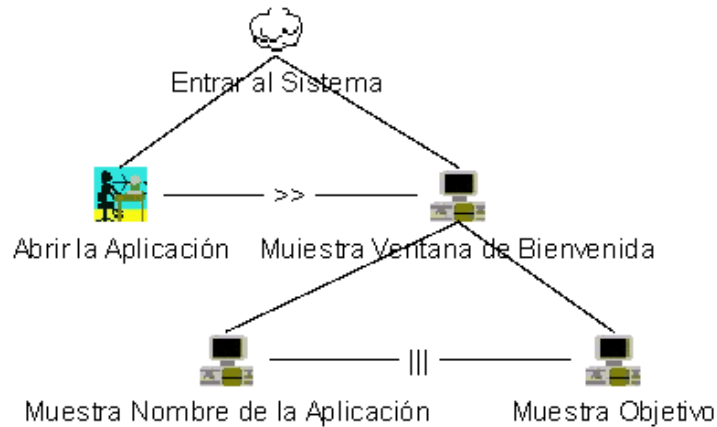 Entrar al Sistema
>>
Abrir la Aplicación
Muiestra Ventana de Bienvenida
|||
Muestra Nombre de la Aplicación
Muestra Objetivo